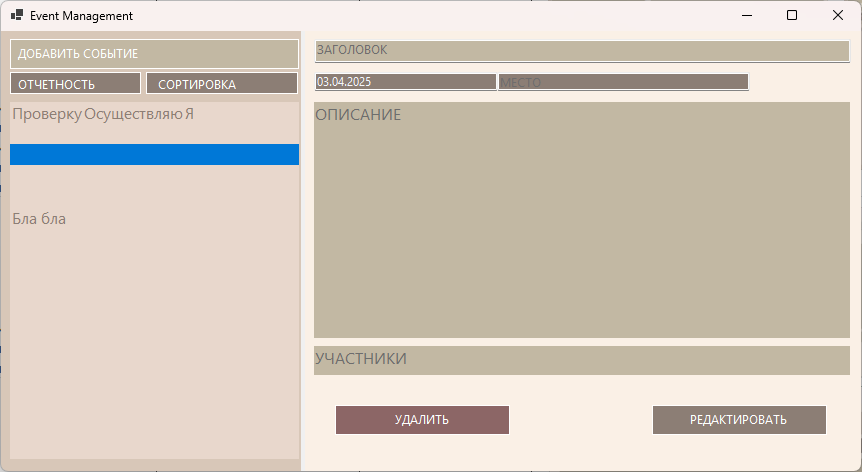 Event Management
ДОБАВИТЬ СОБЫТИЕ
ОТЧЕТНОСТЬ
СОРТИРОВКА
Проверку Осуществляю Я
Бла бла
ЗАГОЛОВОК
03.04.2025
МЕСТО
ОПИСАНИЕ
УЧАСТНИКИ
УДАЛИТЬ
РЕДАКТИРОВАТЬ